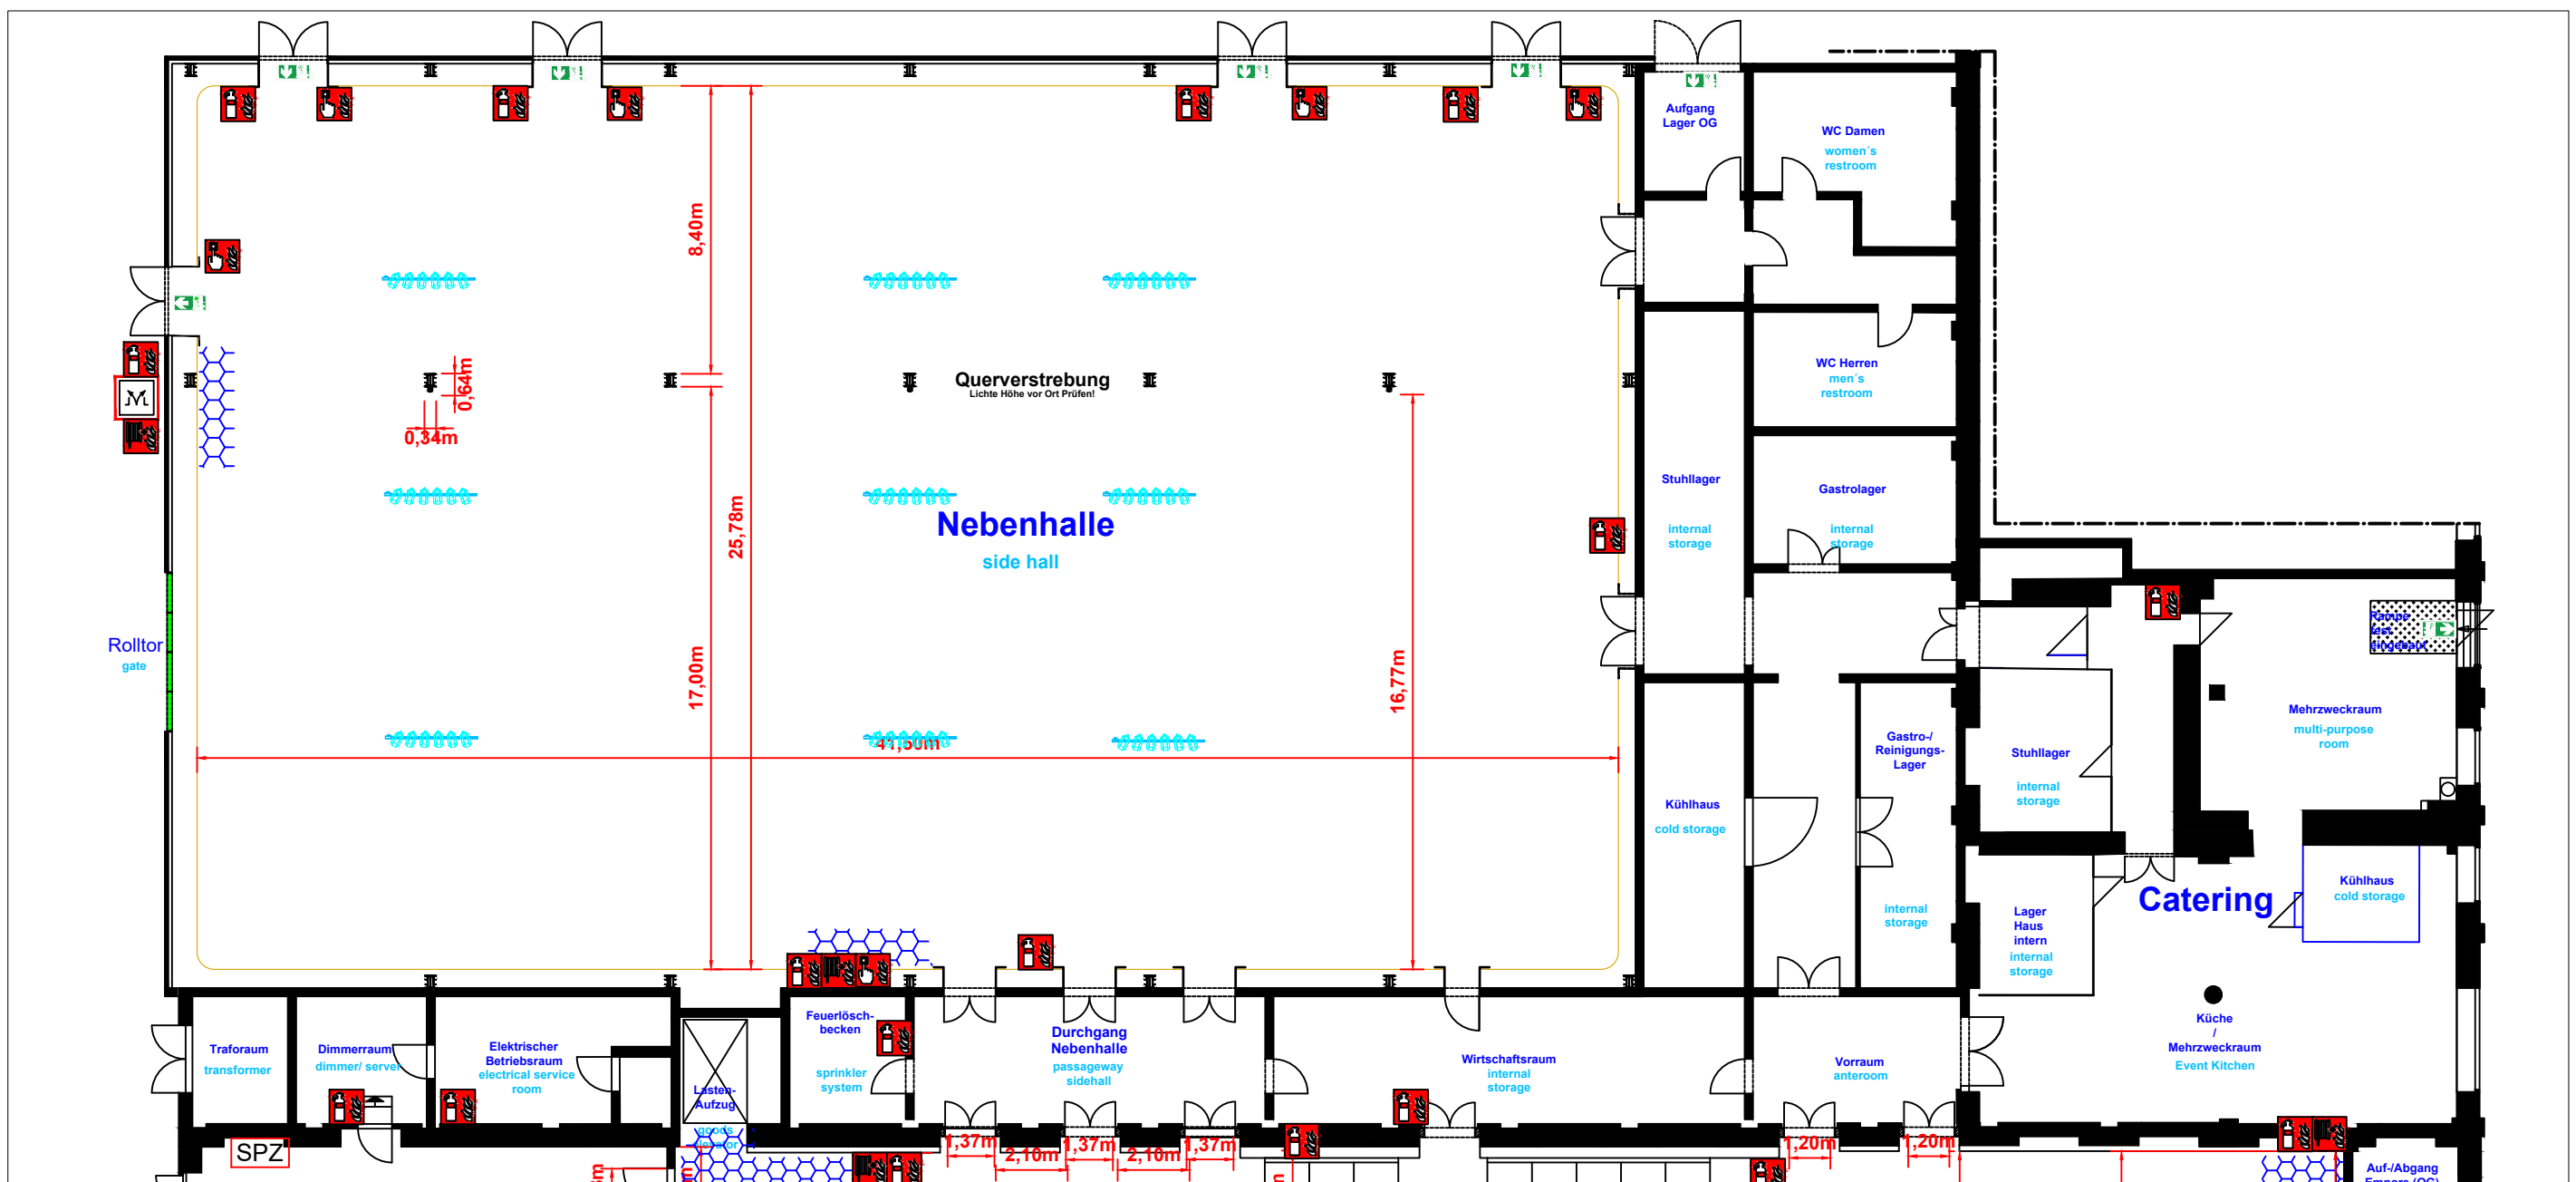 Aufgang
Lager OG
WC Damen
women´s
restroom
8,40m
0,64m
0,34m
Querverstrebung
Lichte Höhe vor Ort Prüfen!
WC Herren
men´s
restroom
25,78m
Nebenhalle
side hall
Stuhllager
internal
storage
Gastrolager
internal
storage
Rolltor
gate
17,00m
16,77m
Rampe
fest
eingebaut
Mehrzweckraum
multi-purpose
room
Gastro-/
Reinigungs-
Lager
internal
storage
Stuhllager
internal
storage
Kühlhaus
cold storage
Catering
Kühlhaus
cold storage
Lager
Haus
intern
internal
storage
Küche
/
Mehrzweckraum
Event Kitchen
Traforaum
transformer
Dimmerraum
dimmer/ server
Elektrischer
Betriebsraum
electrical service
room
Lasten-
Aufzug
goods
elevator
Feuerlösch-
becken
sprinkler
system
Durchgang
Nebenhalle
passageway
sidehall
Wirtschaftsraum
internal
storage
Vorraum
anteroom
SPZ
1,37m
2,10m
1,37m
2,10m
1,37m
1,20m
1,20m
Auf-/Abgang
Empore (OG)